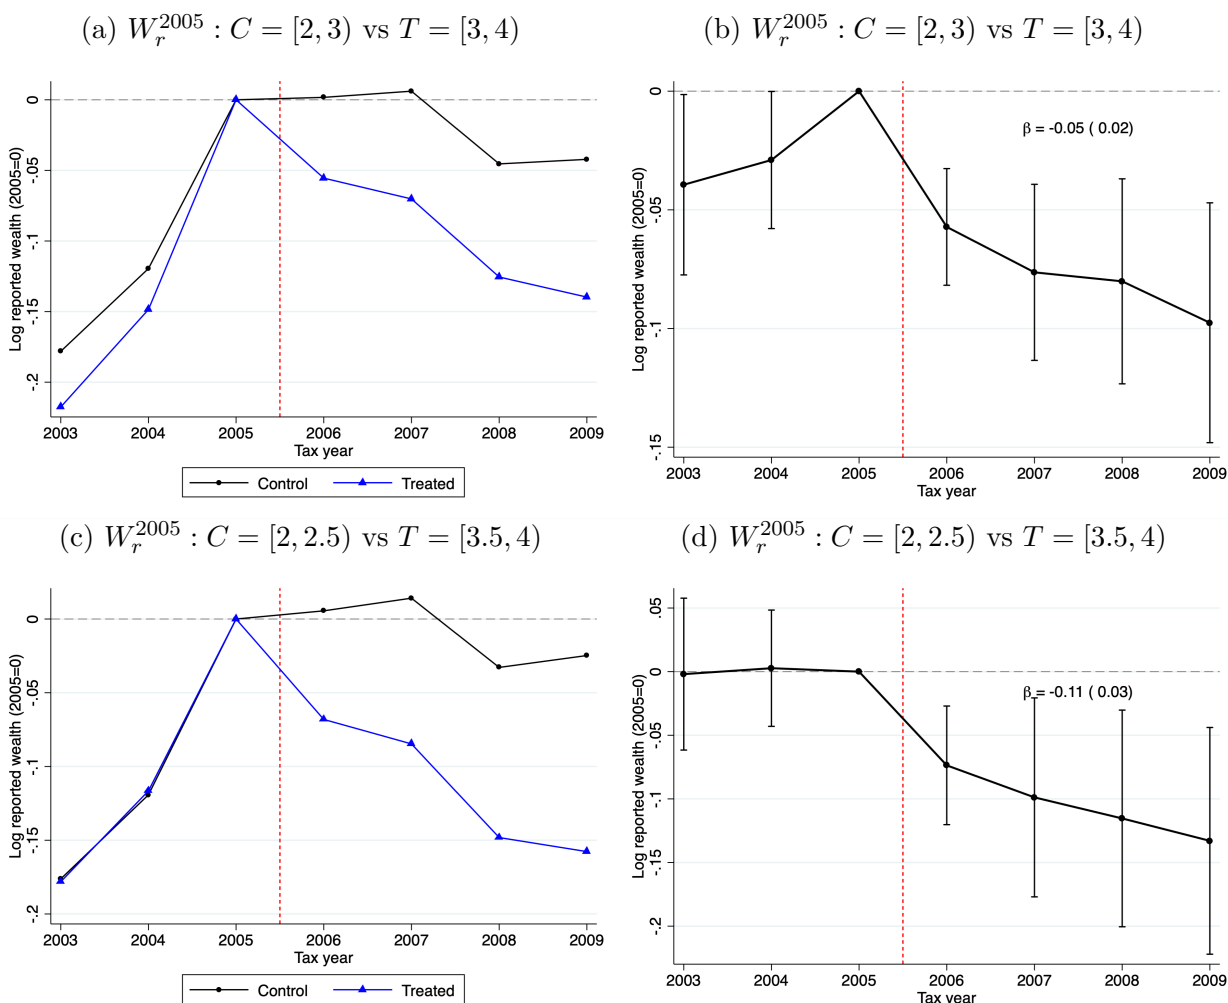 (a) W_r^{2005} : C = [2, 3) vs T = [3, 4)
Log reported wealth (2005=0)
0
-.05
-.1
-.15
-.2
2003 2004 2005 2006 2007 2008 2009
Tax year
Control Treated
(b) W_r^{2005} : C = [2, 3) vs T = [3, 4)
Log reported wealth (2005=0)
0
-.05
-.1
-.15
β = -0.05 ( 0.02)
2003 2004 2005 2006 2007 2008 2009
Tax year
(c) W_r^{2005} : C = [2, 2.5) vs T = [3.5, 4)
Log reported wealth (2005=0)
0
-.05
-.1
-.15
-.2
2003 2004 2005 2006 2007 2008 2009
Tax year
Control Treated
(d) W_r^{2005} : C = [2, 2.5) vs T = [3.5, 4)
Log reported wealth (2005=0)
.05
0
-.05
-.1
-.15
-.2
β = -0.11 ( 0.03)
2003 2004 2005 2006 2007 2008 2009
Tax year